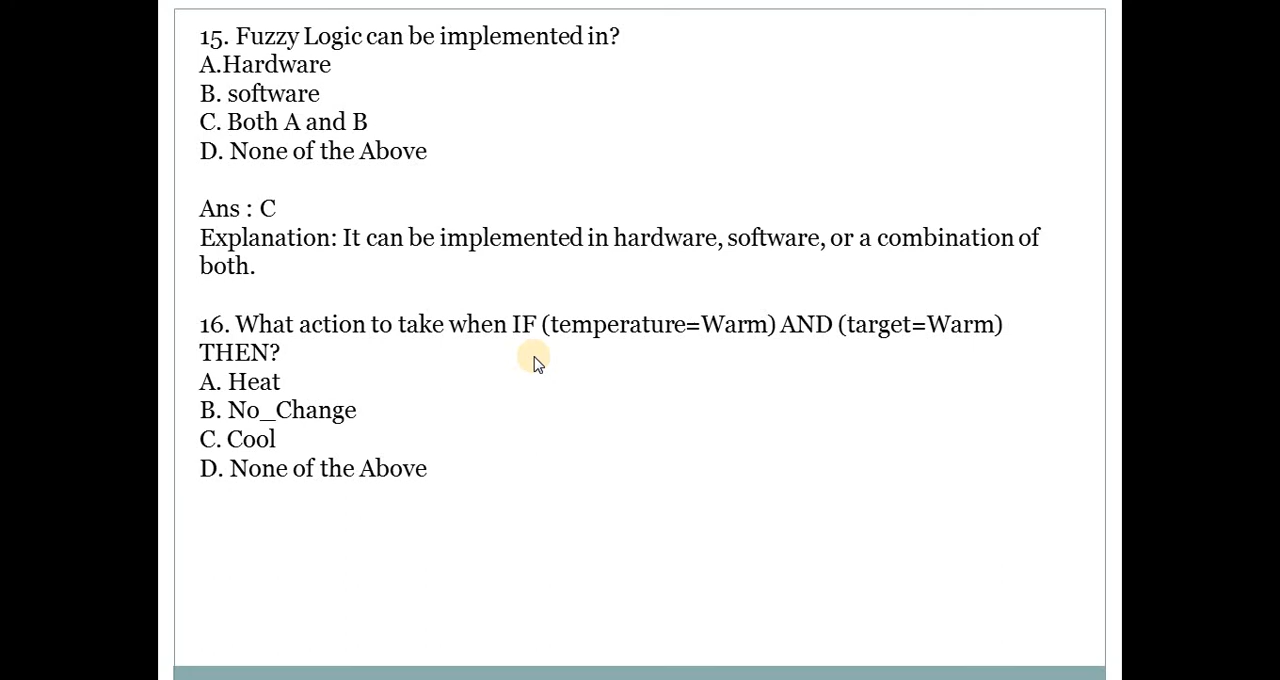 15. Fuzzy Logic can be implemented in?
A.Hardware
B. software
C. Both A and B
D. None of the Above
Ans : C
Explanation: It can be implemented in hardware, software, or a combination of
both.
16. What action to take when IF (temperature=Warm) AND (target=Warm)
THEN?
A. Heat
B. No_Change
C. Cool
D. None of the Above